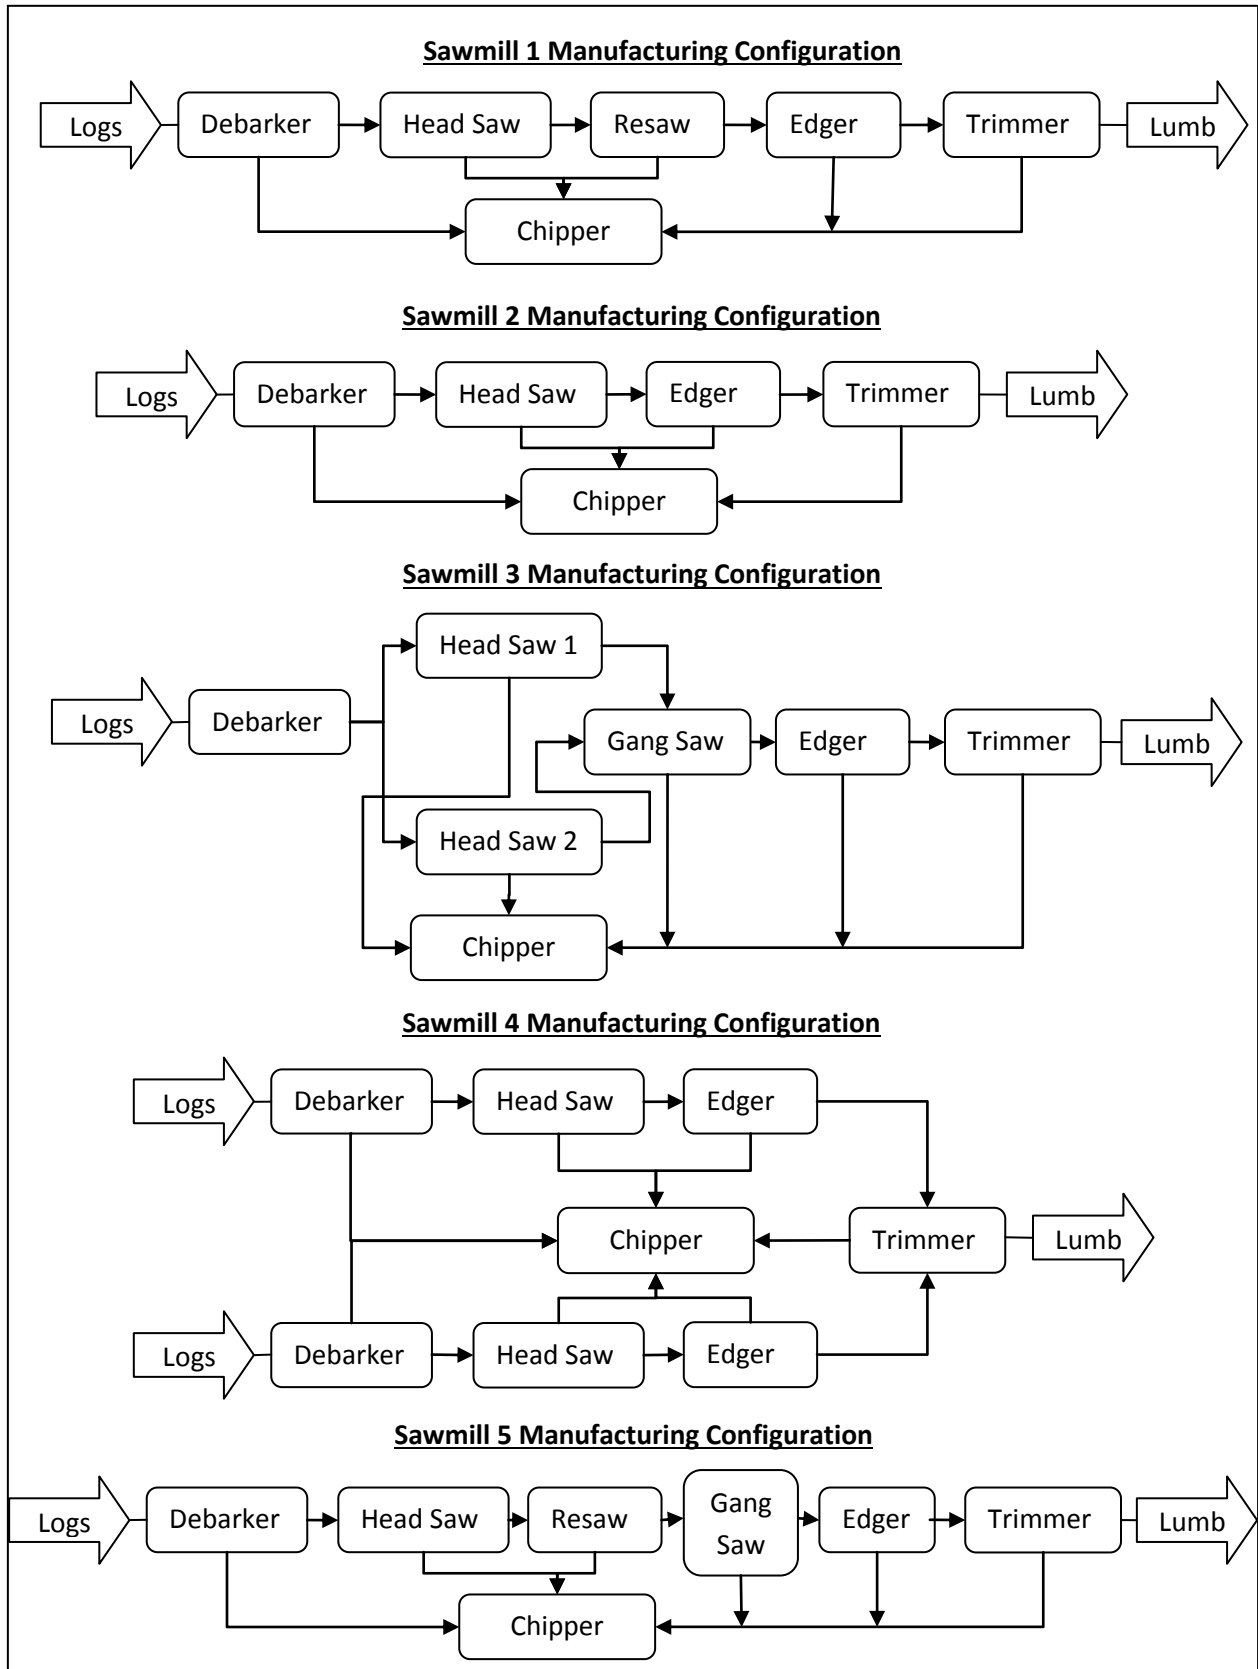 Sawmill 1 Manufacturing Configuration
Logs
Debarker
Head Saw
Resaw
Edger
Trimmer
Lumb
Chipper
Sawmill 2 Manufacturing Configuration
Logs
Debarker
Head Saw
Edger
Trimmer
Lumb
Chipper
Sawmill 3 Manufacturing Configuration
Head Saw 1
Logs
Debarker
Gang Saw
Edger
Trimmer
Lumb
Head Saw 2
Chipper
Sawmill 4 Manufacturing Configuration
Logs
Debarker
Head Saw
Edger
Chipper
Trimmer
Lumb
Logs
Debarker
Head Saw
Edger
Sawmill 5 Manufacturing Configuration
Logs
Debarker
Head Saw
Resaw
Gang
Saw
Edger
Trimmer
Lumb
Chipper